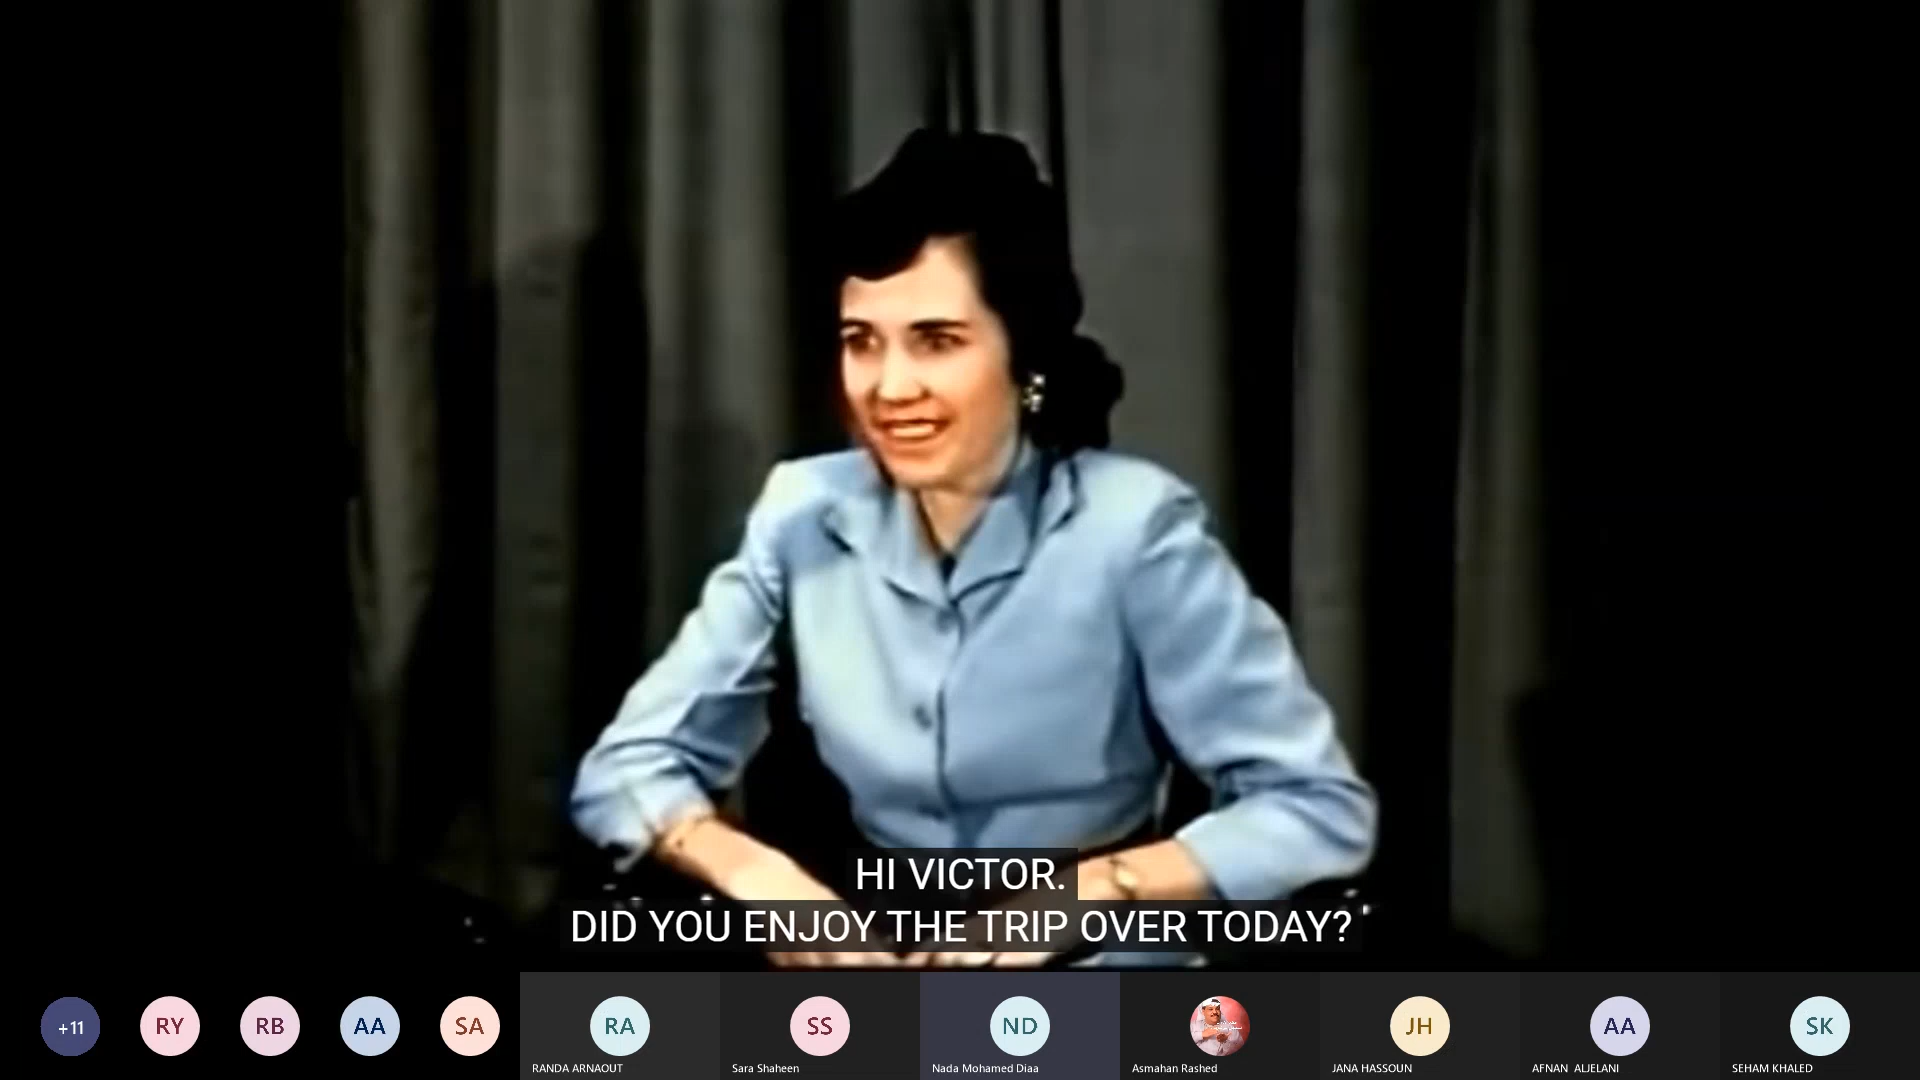 HI VICTOR.
DID YOU ENJOY THE TRIP OVER TODAY?
+11
RY
RB
AA
SA
RA
SS
ND
JH
AA
SK
RANDA ARNAOUT
Sara Shaheen
Nada Mohamed Diaa
Asmahan Rashed
JANA HASSOUN
AFNAN ALJELANI
SEHAM KHALED